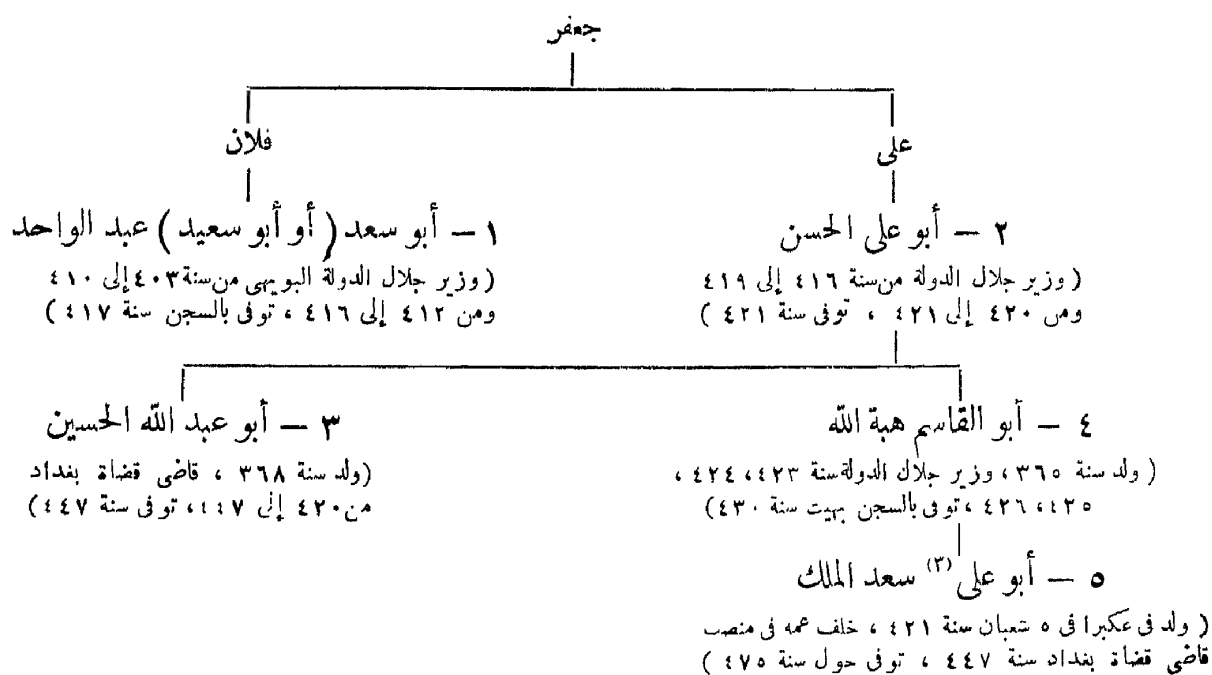 جعفر
على
فلان
٢ — أبو على الحسن
( وزير جلال الدولة من سنة ٤١٦ إلى ٤١٩
ومن ٤٢٠ إلى ٤٢١ ، توفى سنة ٤٢١ )
١ — أبو سعد ( أو أبو سعيد ) عبد الواحد
( وزير جلال الدولة البويهى من سنة ٤٠٣ إلى ٤١٠
ومن ٤١٢ إلى ٤١٦ ، توفى بالسجن سنة ٤١٧ )
٤ — أبو القاسم هبة الله
( ولد سنة ٣٦٥ ، وزير جلال الدولة سنة ٤٢٣ ، ٤٢٤ ،
٤٢٥ ، ٤٢٦ ، توفى بالسجن بهيت سنة ٤٣٠ )
٣ — أبو عبد الله الحسين
(ولد سنة ٣٦٨ ، قاضى قضاة بغداد
من ٤٢٠ إلى ٤٤٧ ، توفى سنة ٤٤٧ )
٥ — أبو على (٣) سعد الملك
( ولد فى عكبرا فى ٥ شعبان سنة ٤٢١ ، خلف عمه فى منصب
قاضى قضاة بغداد سنة ٤٤٧ ، توفى حول سنة ٤٧٥ )